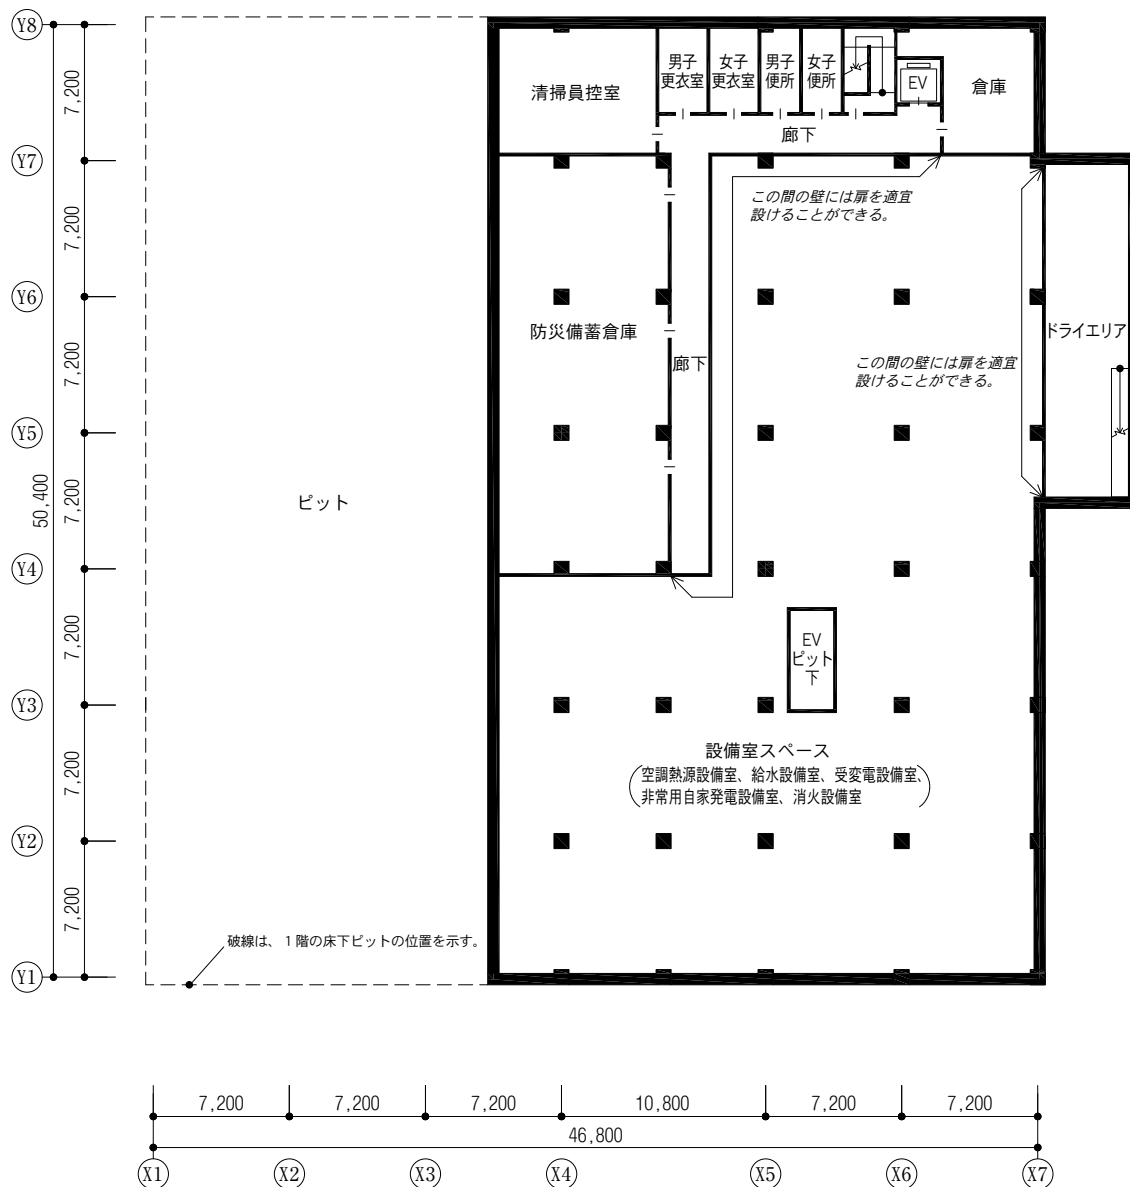 Y8
Y7
Y6
Y5
Y4
Y3
Y2
Y1
7,200
7,200
7,200
7,200
7,200
7,200
7,200
50,400
清掃員控室
男子
更衣室
女子
更衣室
男子
便所
女子
便所
EV
倉庫
廊下
この間の壁には扉を適宜
設けることができる。
防災備蓄倉庫
廊下
この間の壁には扉を適宜
設けることができる。
ドライエリア
ピット
EV
ピット
下
設備室スペース
(空調熱源設備室、給水設備室、受変電設備室、
非常用自家発電設備室、消火設備室)
破線は、1階の床下ピットの位置を示す。
7,200
7,200
7,200
10,800
7,200
7,200
46,800
X1
X2
X3
X4
X5
X6
X7